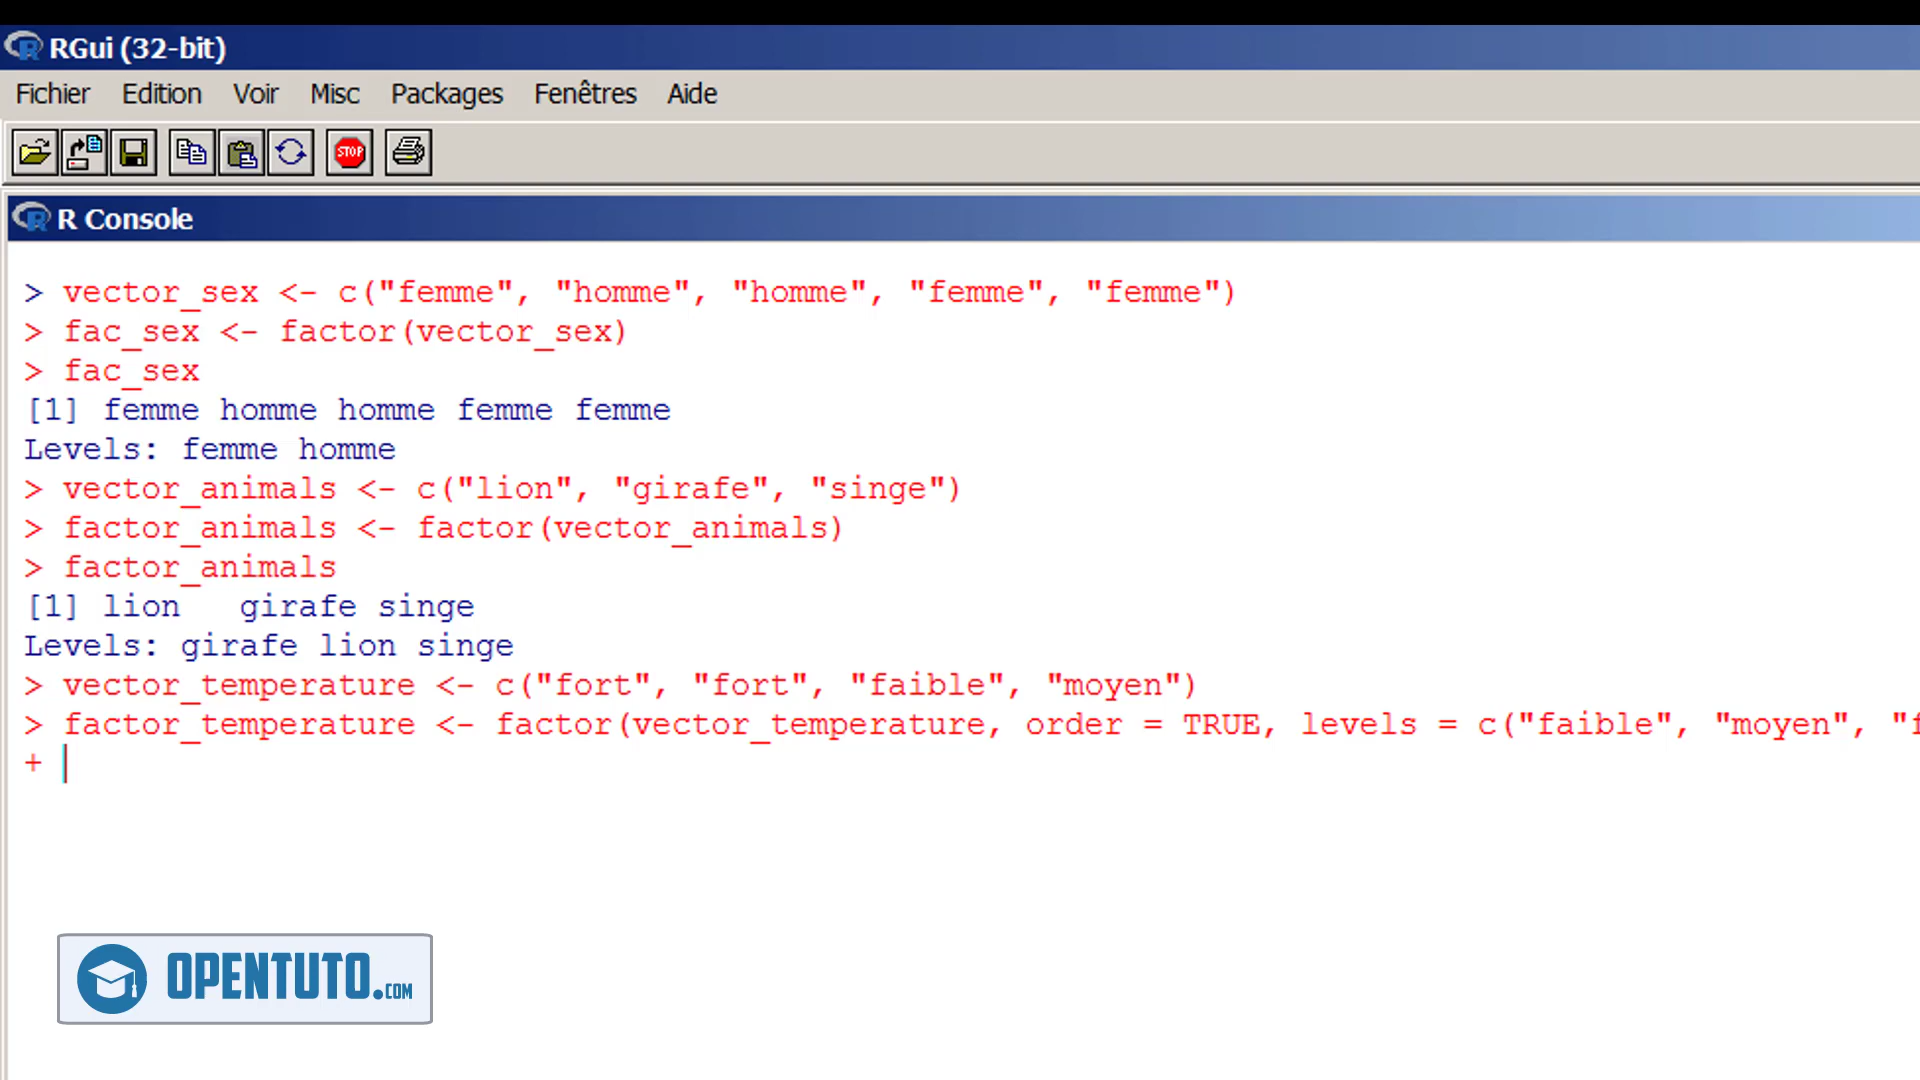 RGui (32-bit)
Fichier Edition Voir Misc Packages Fenêtres Aide
STOP
R Console
> vector_sex <- c("femme", "homme", "homme", "femme", "femme")
> fac_sex <- factor(vector_sex)
> fac_sex
[1] femme homme homme femme femme
Levels: femme homme
> vector_animals <- c("lion", "girafe", "singe")
> factor_animals <- factor(vector_animals)
> factor_animals
[1] lion   girafe singe
Levels: girafe lion singe
> vector_temperature <- c("fort", "fort", "faible", "moyen")
> factor_temperature <- factor(vector_temperature, order = TRUE, levels = c("faible", "moyen", "f
+
OPENTUTO.COM